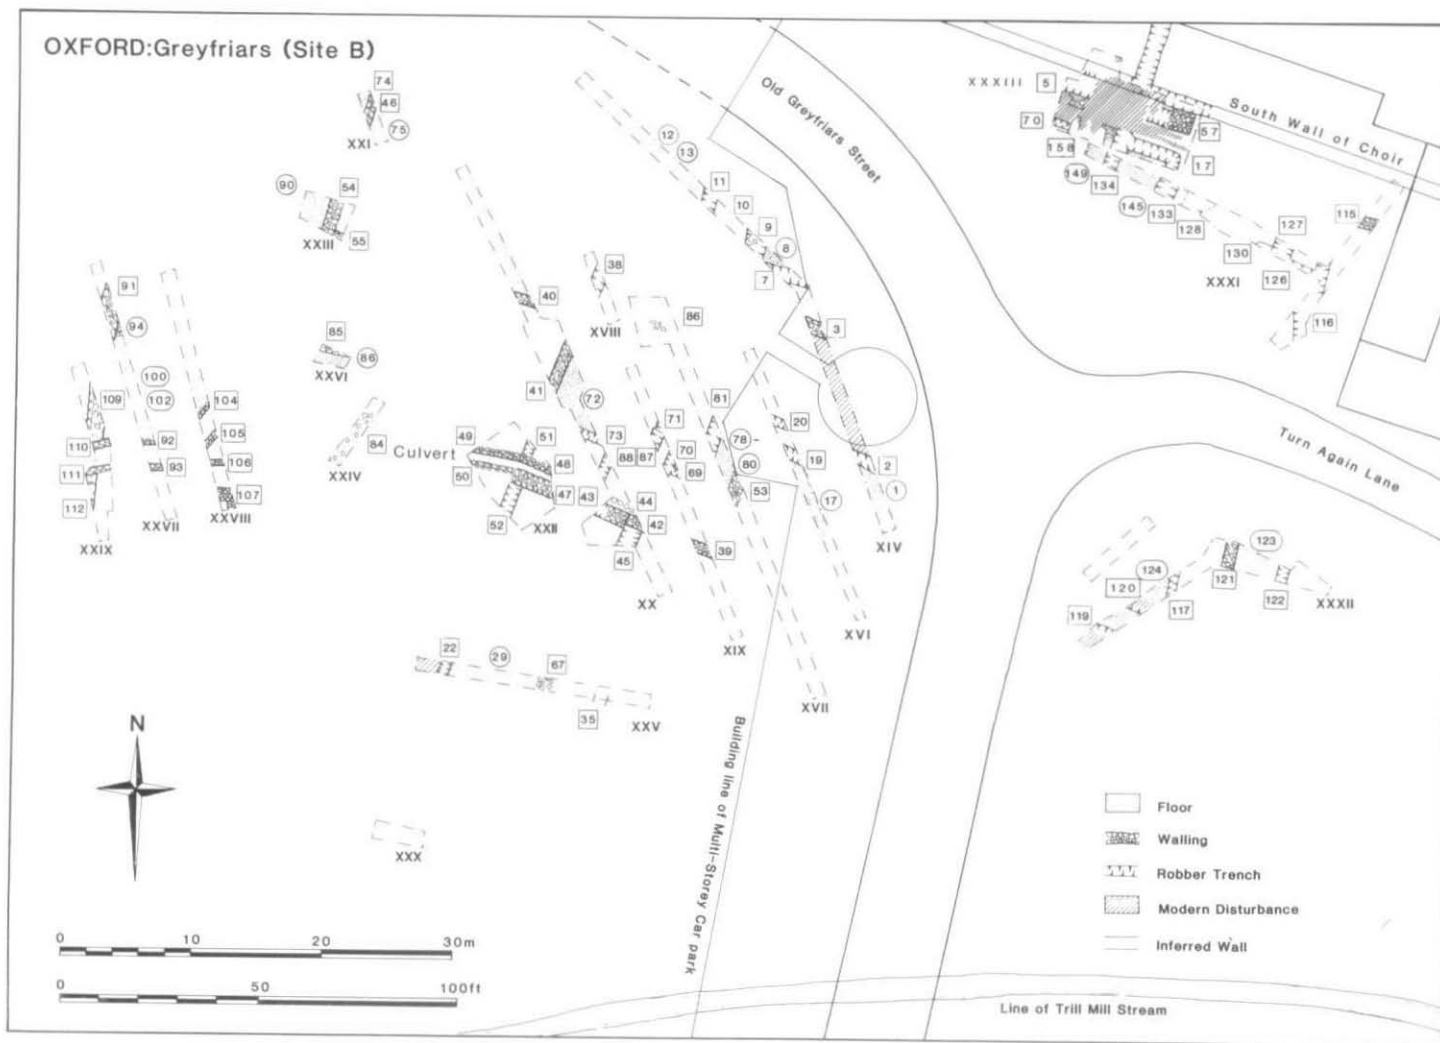 OXFORD:Greyfriars (Site B)
74
46
75
XXI
90
54
XXIII
55
91
94
85
86
XXVI
100
102
109
104
84
XXIV
110
92
105
111
93
106
112
107
XXIX
XXVII
XXVIII
12
13
11
10
9
8
7
38
40
XVIII
86
3
41
72
81
71
20
Culvert
49
51
73
78-
48
88
87
70
80
19
2
50
69
47
43
44
53
17
1
52
XXII
42
39
XIV
45
XX
XVI
XIX
22
29
67
XVII
35
XXV
XXX
Old Greyfriars Street
XXXIII
5
South Wall of Choir
70
57
158
17
149
134
145
133
128
115
127
130
XXXI
126
116
Turn Again Lane
123
124
120
121
119
117
122
XXXII
Building line of Multi-Storey Car park
N
0 10 20 30m
0 50 100ft
Floor
Walling
Robber Trench
Modern Disturbance
Inferred Wall
Line of Trill Mill Stream